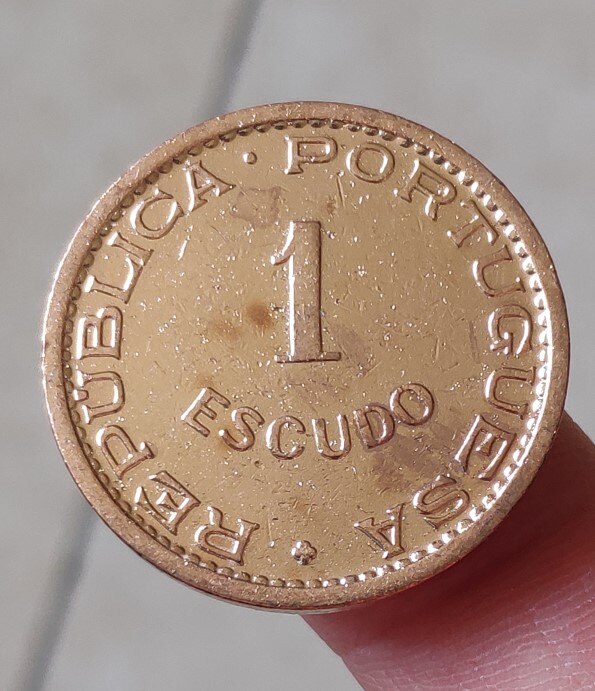 REPUBLICA · PORTUGUESA
1
ESCUDO